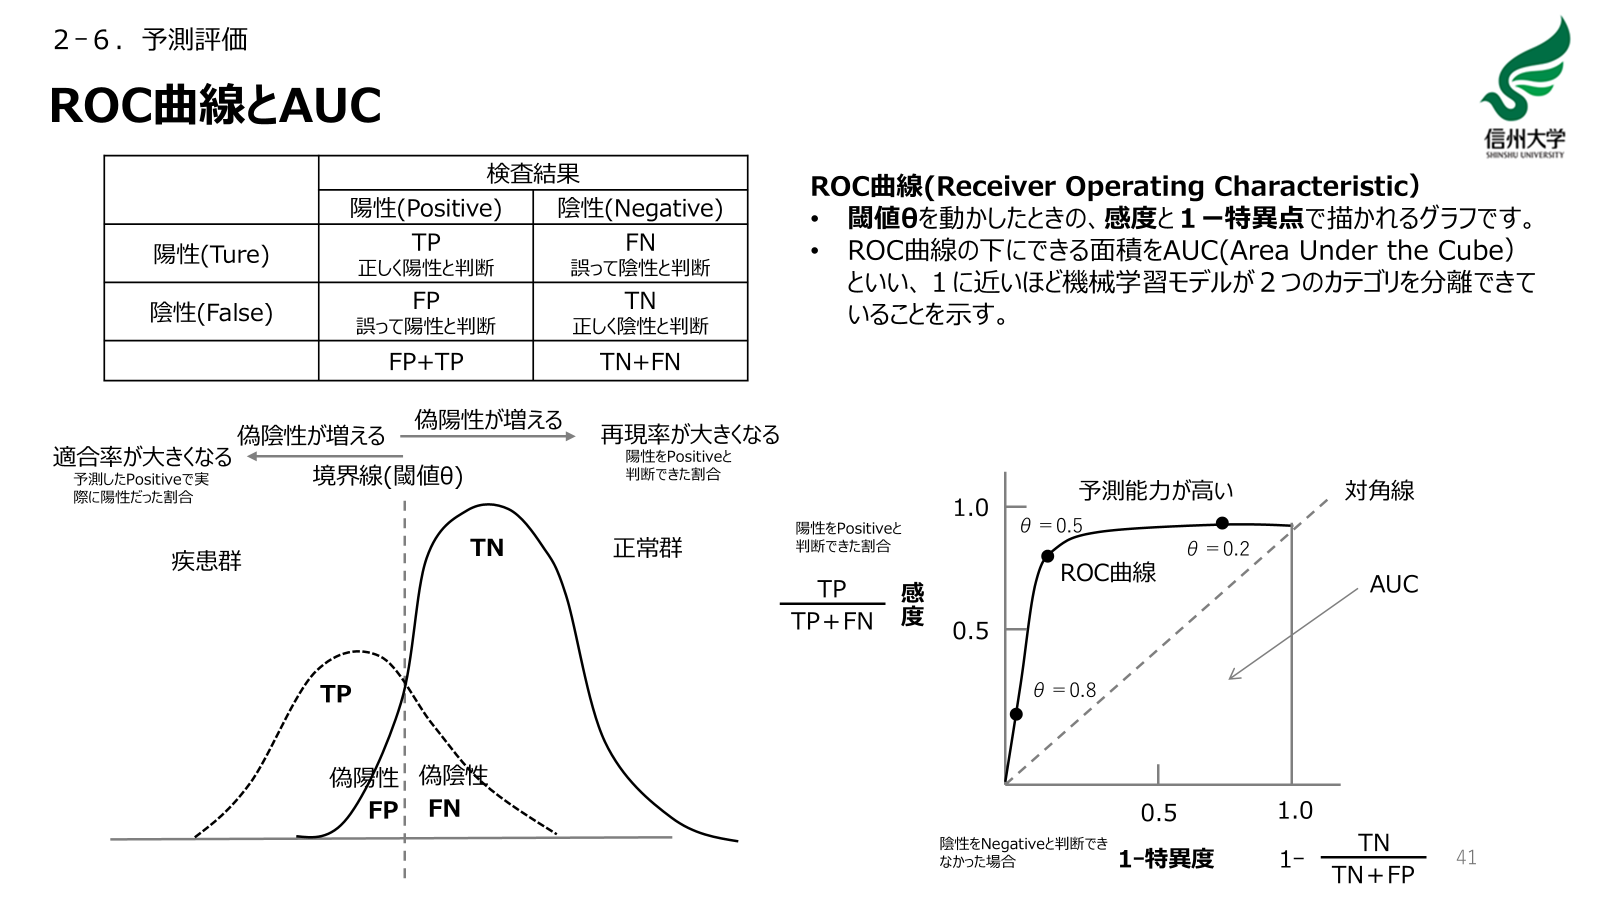 ２−６．予測評価
ROC曲線とAUC
信州大学
SHINSHU UNIVERSITY
検査結果
陽性(Positive)
陰性(Negative)
陽性(Ture)
TP
正しく陽性と判断
FN
誤って陰性と判断
陰性(False)
FP
誤って陽性と判断
TN
正しく陰性と判断
FP+TP
TN+FN
ROC曲線(Receiver Operating Characteristic）
• 閾値θを動かしたときの、感度と１－特異点で描かれるグラフです。
• ROC曲線の下にできる面積をAUC(Area Under the Cube）
といい、１に近いほど機械学習モデルが２つのカテゴリを分離できて
いることを示す。
偽陰性が増える
偽陽性が増える
適合率が大きくなる
予測したPositiveで実
際に陽性だった割合
再現率が大きくなる
陽性をPositiveと
判断できた割合
境界線(閾値θ)
疾患群
TN
正常群
TP
偽陽性
FP
偽陰性
FN
陽性をPositiveと
判断できた割合
TP
TP+FN
感度
1.0
0.5
予測能力が高い
対角線
θ＝0.5
θ＝0.2
ROC曲線
AUC
θ＝0.8
0.5
1.0
陰性をNegativeと判断でき
なかった場合
1−特異度
1−
TN
TN+FP
41